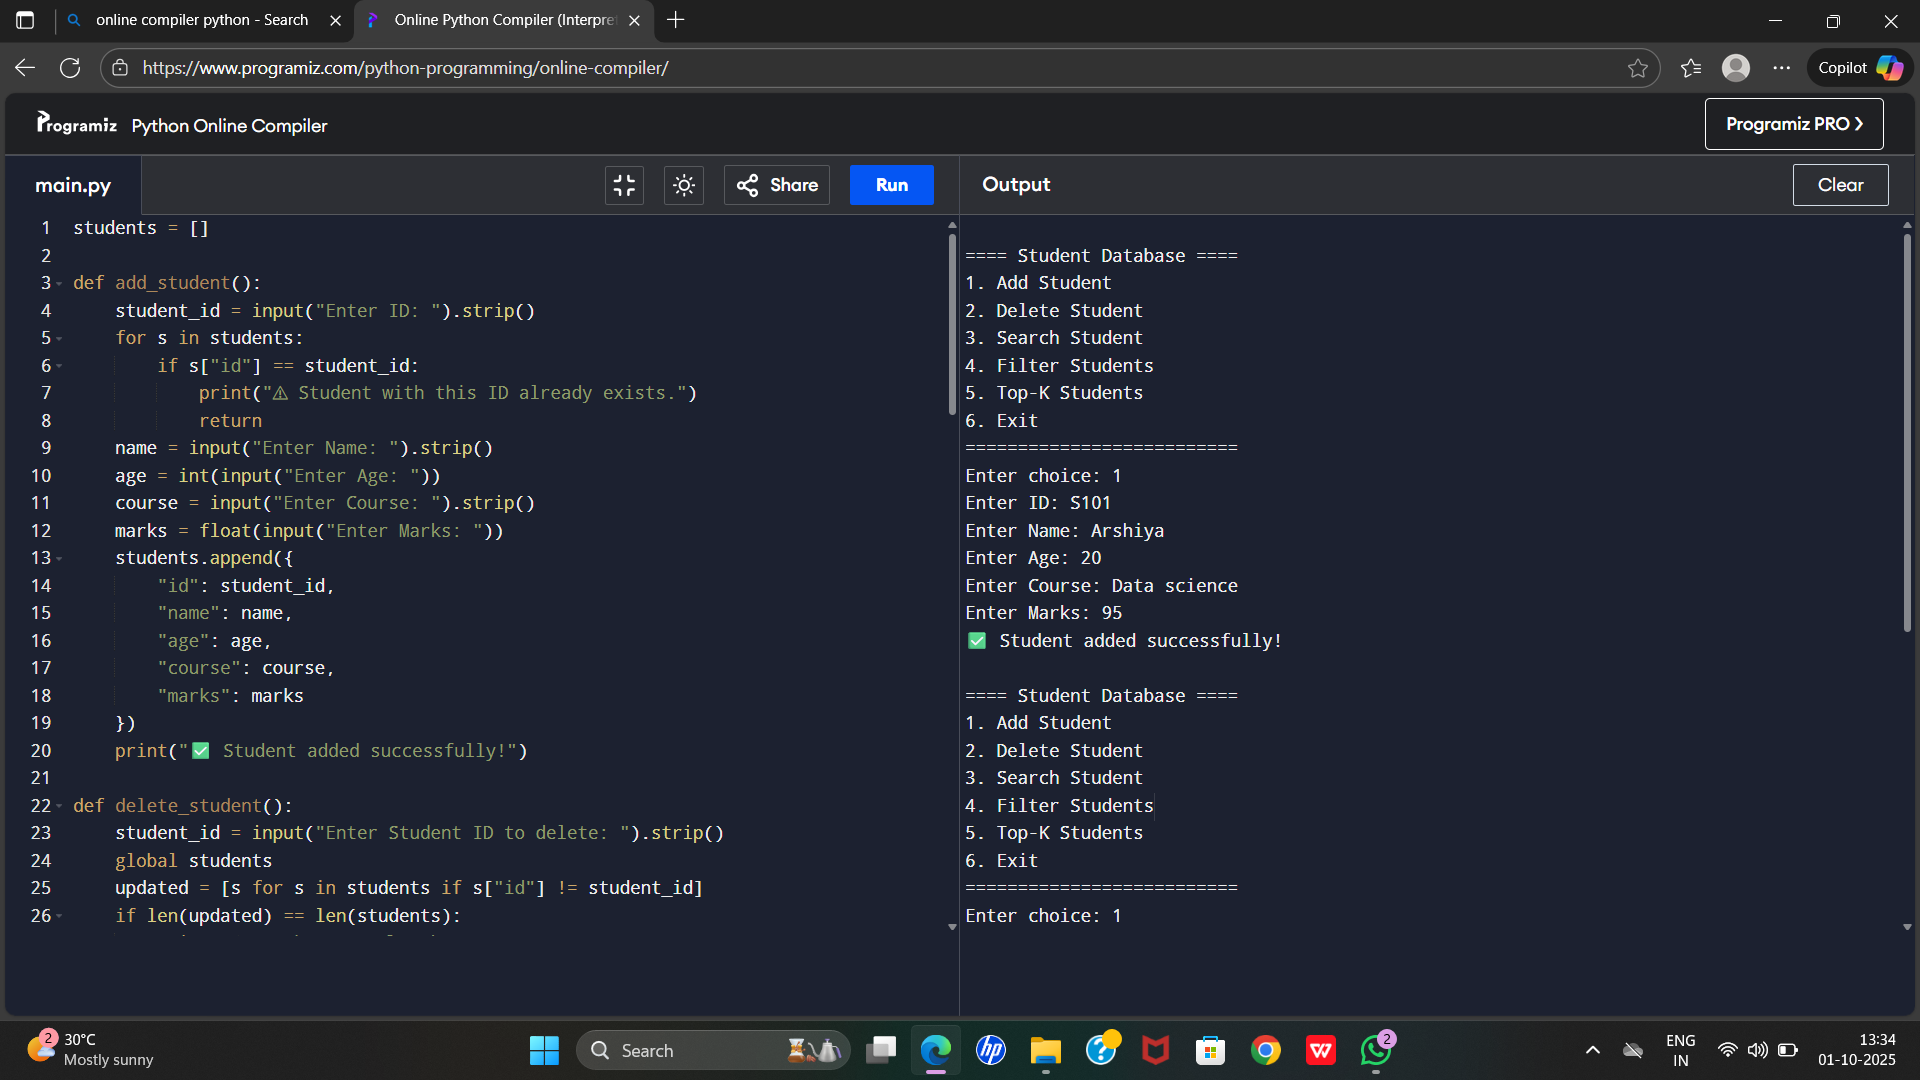 online compiler python - Search
Online Python Compiler (Interpre
https://www.programiz.com/python-programming/online-compiler/
Copilot
Programiz
Python Online Compiler
Programiz PRO ❯
main.py
Share
Run
Output
Clear
1 students = []
2
3 def add_student():
4 student_id = input("Enter ID: ").strip()
5 for s in students:
6 if s["id"] == student_id:
7 print("⚠ Student with this ID already exists.")
8 return
9 name = input("Enter Name: ").strip()
10 age = int(input("Enter Age: "))
11 course = input("Enter Course: ").strip()
12 marks = float(input("Enter Marks: "))
13 students.append({
14 "id": student_id,
15 "name": name,
16 "age": age,
17 "course": course,
18 "marks": marks
19 })
20 print("✅ Student added successfully!")
21
22 def delete_student():
23 student_id = input("Enter Student ID to delete: ").strip()
24 global students
25 updated = [s for s in students if s["id"] != student_id]
26 if len(updated) == len(students):
==== Student Database ====
1. Add Student
2. Delete Student
3. Search Student
4. Filter Students
5. Top-K Students
6. Exit
==========================
Enter choice: 1
Enter ID: S101
Enter Name: Arshiya
Enter Age: 20
Enter Course: Data science
Enter Marks: 95
✅ Student added successfully!
==== Student Database ====
1. Add Student
2. Delete Student
3. Search Student
4. Filter Students
5. Top-K Students
6. Exit
==========================
Enter choice: 1
2
30°C
Mostly sunny
Search
hp
?
W
2
ENG
IN
13:34
01-10-2025